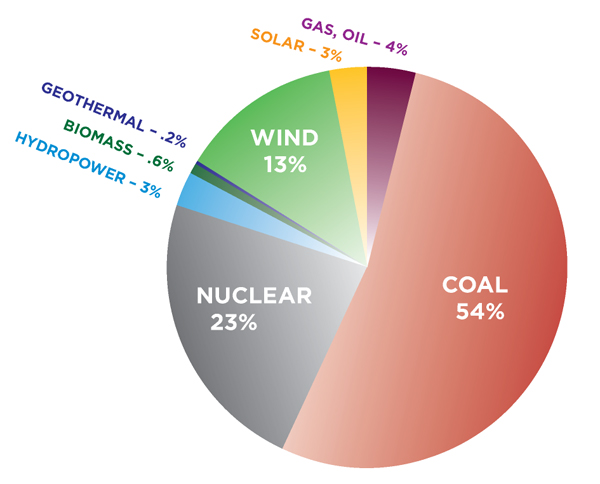 GAS, OIL – 4%
SOLAR – 3%
GEOTHERMAL – .2%
BIOMASS – .6%
HYDROPOWER – 3%
WIND
13%
COAL
54%
NUCLEAR
23%